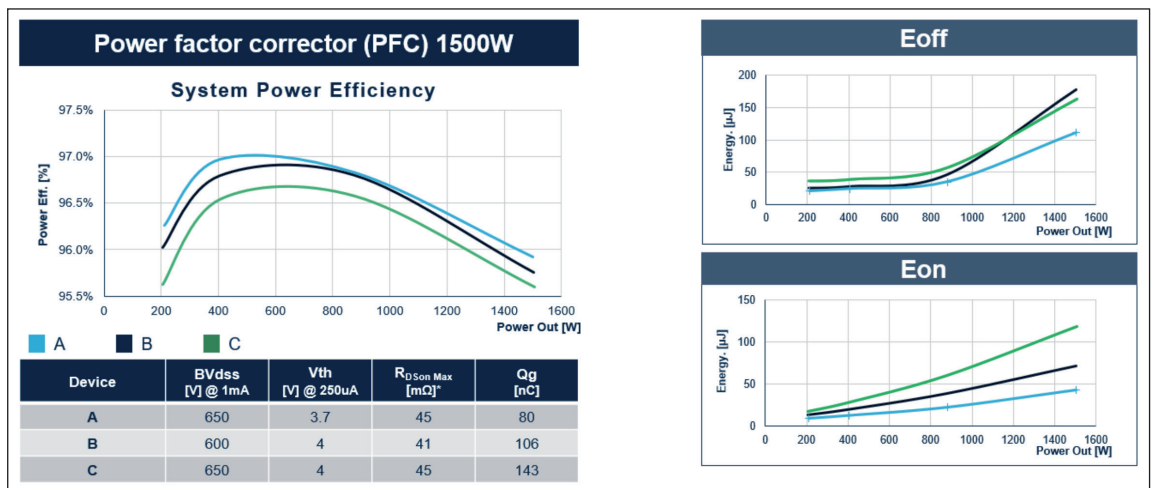 Power factor corrector (PFC) 1500W
System Power Efficiency
97.5%
97.0%
96.5%
96.0%
95.5%
Power Eff. [%]
0 200 400 600 800 1000 1200 1400 1600
Power Out [W]
A B C
Device BVdss [V] @ 1mA Vth [V] @ 250uA RDSon Max [mΩ]* Qg [nC]
A 650 3.7 45 80
B 600 4 41 106
C 650 4 45 143
Eoff
200
150
100
50
0
Energy. [µJ]
0 200 400 600 800 1000 1200 1400 1600
Power Out [W]
Eon
150
100
50
0
Energy. [µJ]
0 200 400 600 800 1000 1200 1400 1600
Power Out [W]